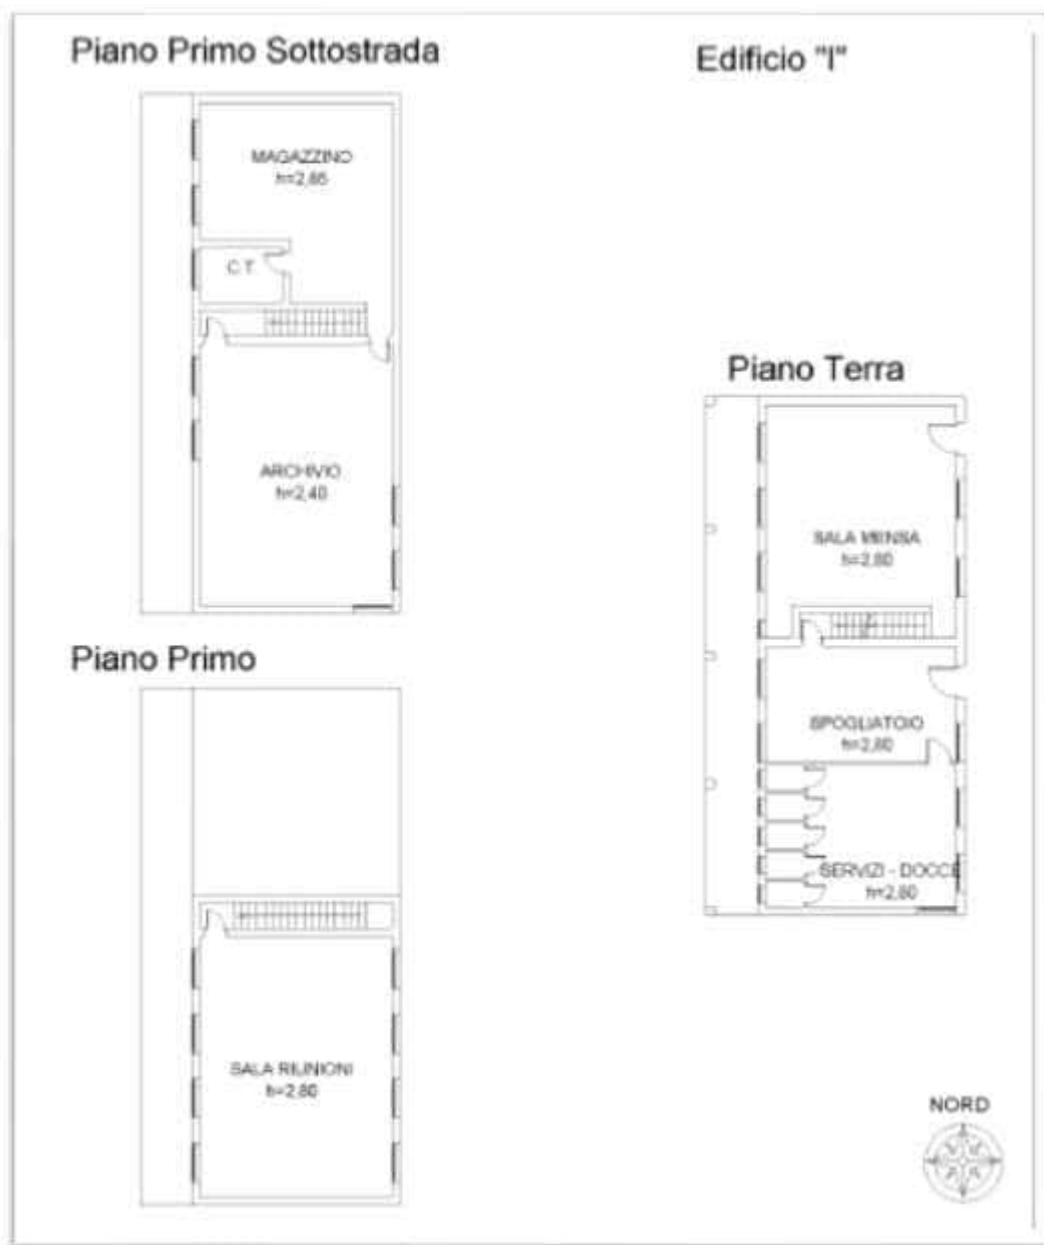 Piano Primo Sottostrada
Edificio "I"
MAGAZZINO
h=2,65
C.T.
ARCHIVIO
h=2,40
Piano Terra
SALA MENSA
h=2,80
SPOGLIATOIO
h=2,80
SERVIZI - DOCCE
h=2,80
Piano Primo
SALA RIUNIONI
h=2,80
NORD